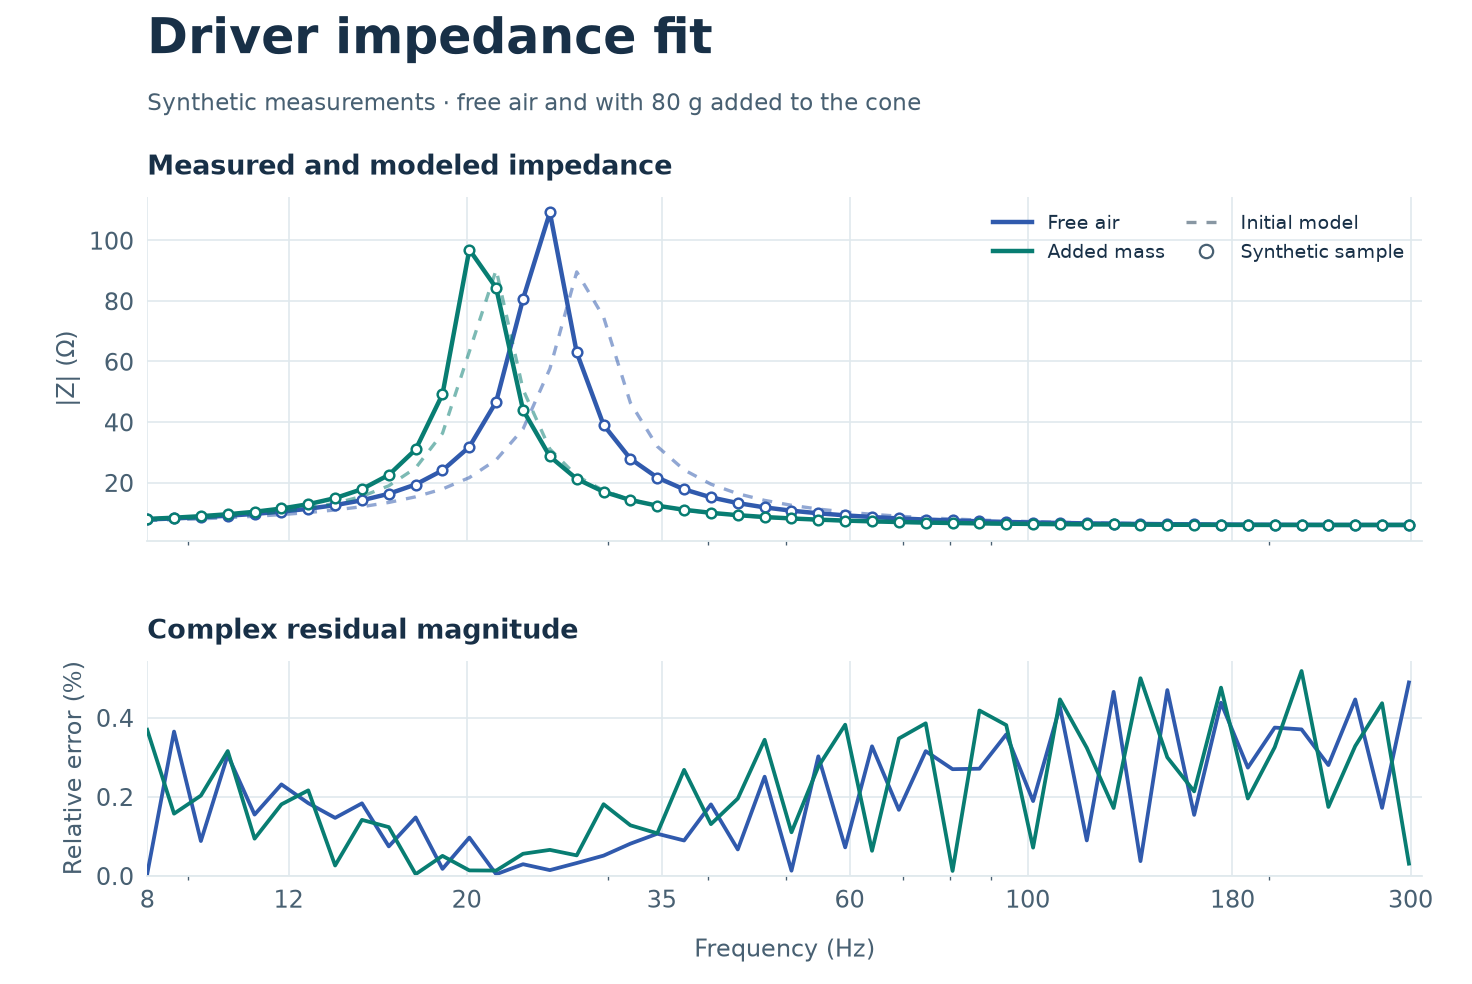 Driver impedance fit
Synthetic measurements · free air and with 80 g added to the cone
Measured and modeled impedance
|Z| (Ω)
100
80
60
40
20
Free air
Added mass
Initial model
Synthetic sample
Complex residual magnitude
Relative error (%)
0.4
0.2
0.0
8 12 20 35 60 100 180 300
Frequency (Hz)